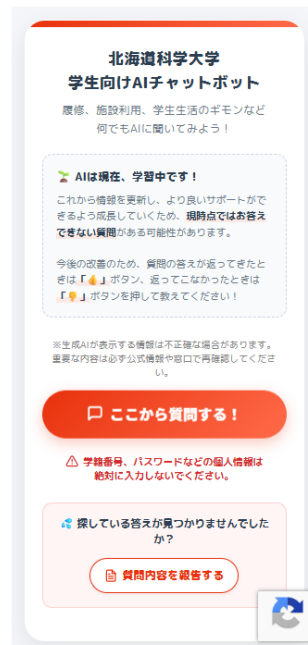 北海道科学大学
学生向けAIチャットボット
履修、施設利用、学生生活のギモンなど
何でもAIに聞いてみよう！
🌱 AIは現在、学習中です！
これから情報を更新し、より良いサポートがで
きるよう成長していくため、現時点ではお答え
できない質問がある可能性があります。
今後の改善のため、質問の答えが返ってきたと
きは「👍」ボタン、返ってこなかったときは
「👎」ボタンを押して教えてください！
※生成AIが表示する情報は不正確な場合があります。
重要な内容は必ず公式情報や窓口で再確認してくださ
い。
ここから質問する！
学籍番号、パスワードなどの個人情報は
絶対に入力しないでください。
💦 探している答えが見つかりませんでした
か？
質問内容を報告する